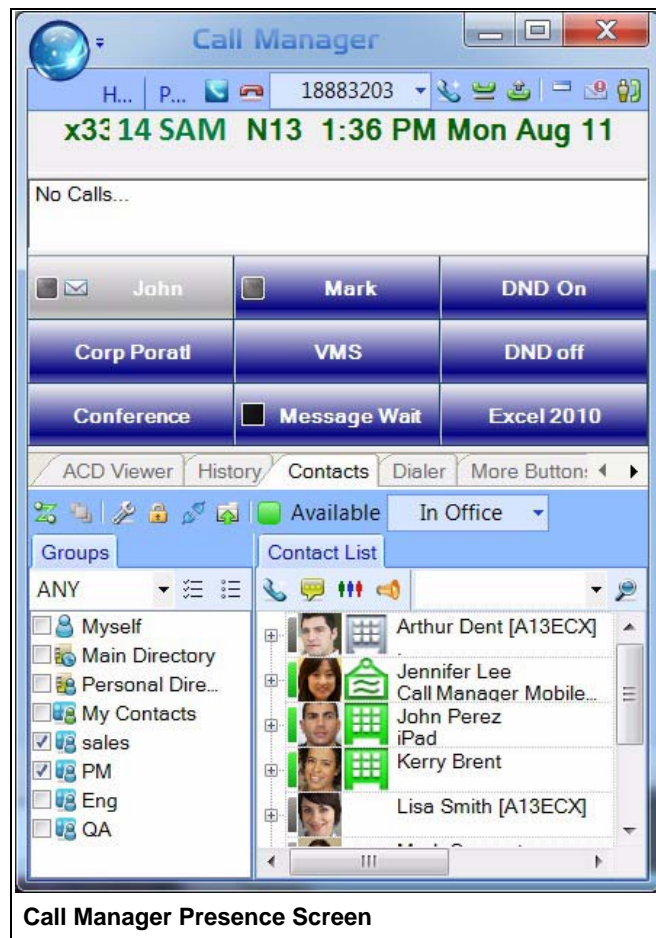 Call Manager
X
H... P... 18883203
x3314 SAM N13 1:36 PM Mon Aug 11
No Calls...
John Mark DND On
Corp Poratl VMS DND off
Conference Message Wait Excel 2010
ACD Viewer History Contacts Dialer More Button:
Available In Office
Groups Contact List
ANY
Myself
Main Directory
Personal Dire...
My Contacts
sales
PM
Eng
QA
Arthur Dent [A13ECX]
.
Jennifer Lee
Call Manager Mobile...
John Perez
iPad
Kerry Brent
Lisa Smith [A13ECX]
Call Manager Presence Screen